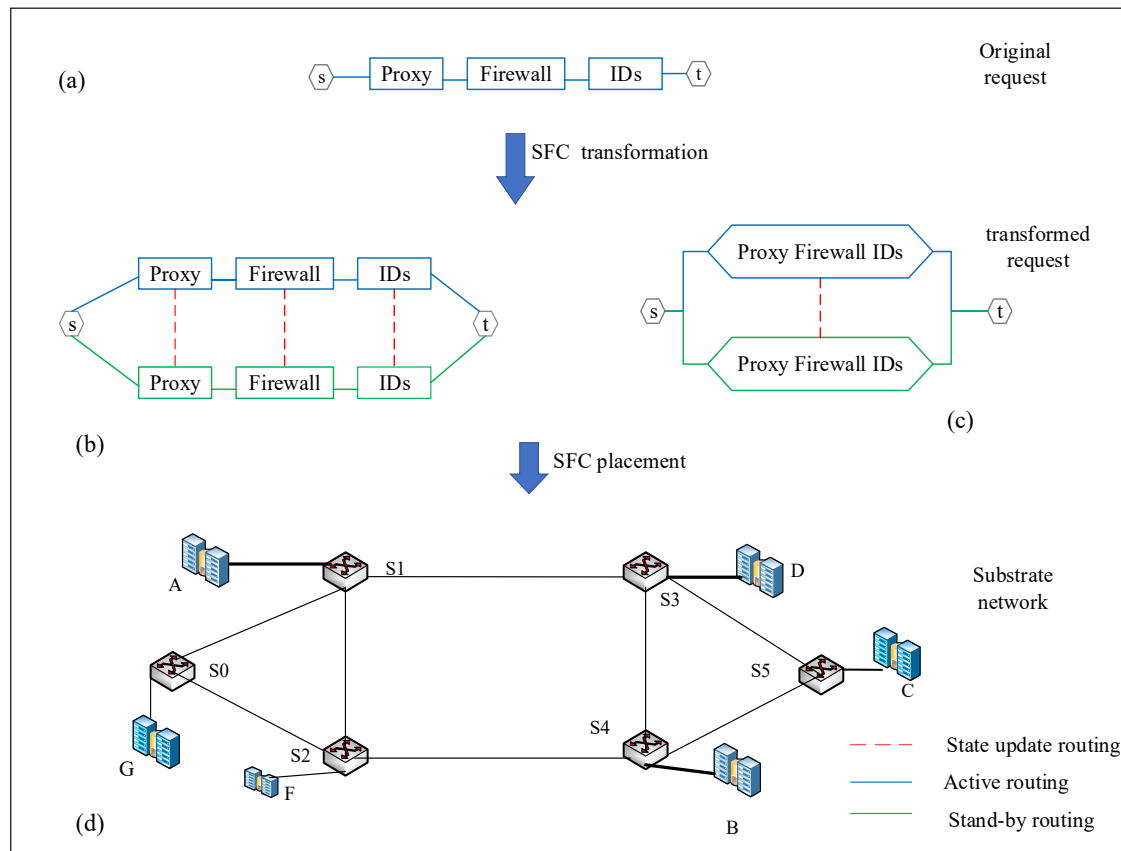 (a)
s
Proxy
Firewall
IDs
t
Original
request
SFC transformation
transformed
request
Proxy
Firewall
IDs
s
t
Proxy
Firewall
IDs
(b)
Proxy Firewall IDs
s
t
Proxy Firewall IDs
(c)
SFC placement
A
S1
S3
D
Substrate
network
S0
S5
C
G
S2
F
S4
B
State update routing
Active routing
Stand-by routing
(d)